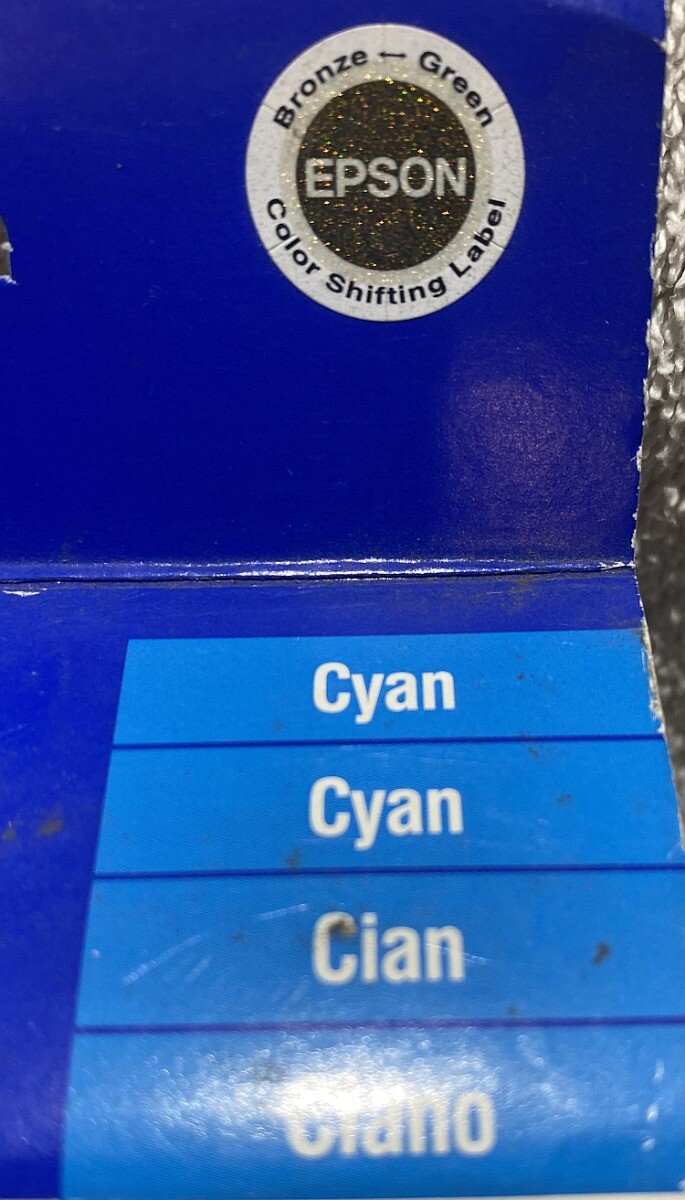 Bronze ↔ Green
EPSON
Color Shifting Label
Cyan
Cyan
Cian
Ciano